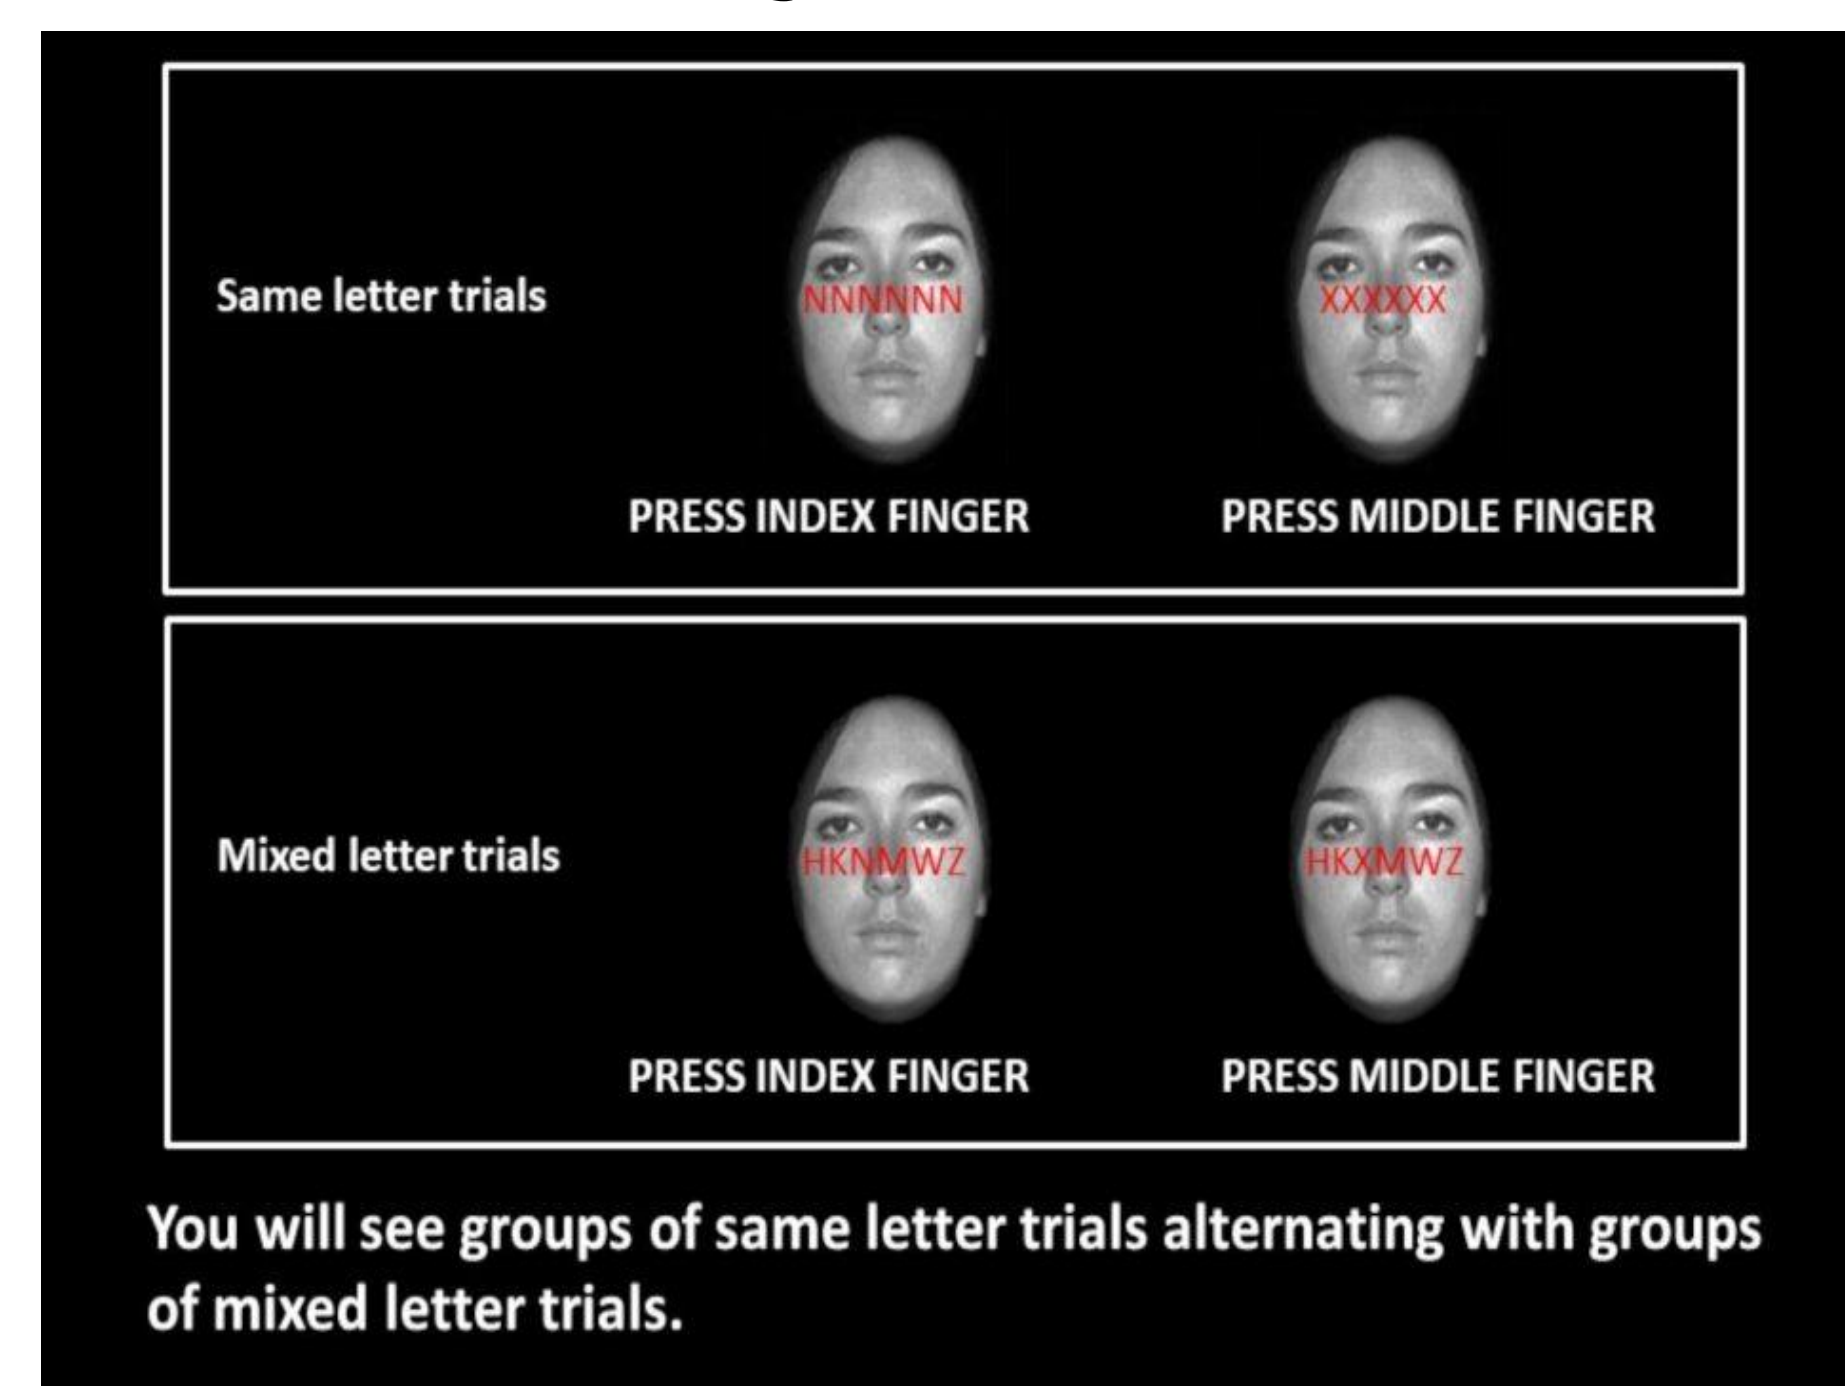 Same letter trials
NNNNNN
XXXXXX
PRESS INDEX FINGER
PRESS MIDDLE FINGER
Mixed letter trials
HKNMWZ
HKXMWZ
PRESS INDEX FINGER
PRESS MIDDLE FINGER
You will see groups of same letter trials alternating with groups
of mixed letter trials.